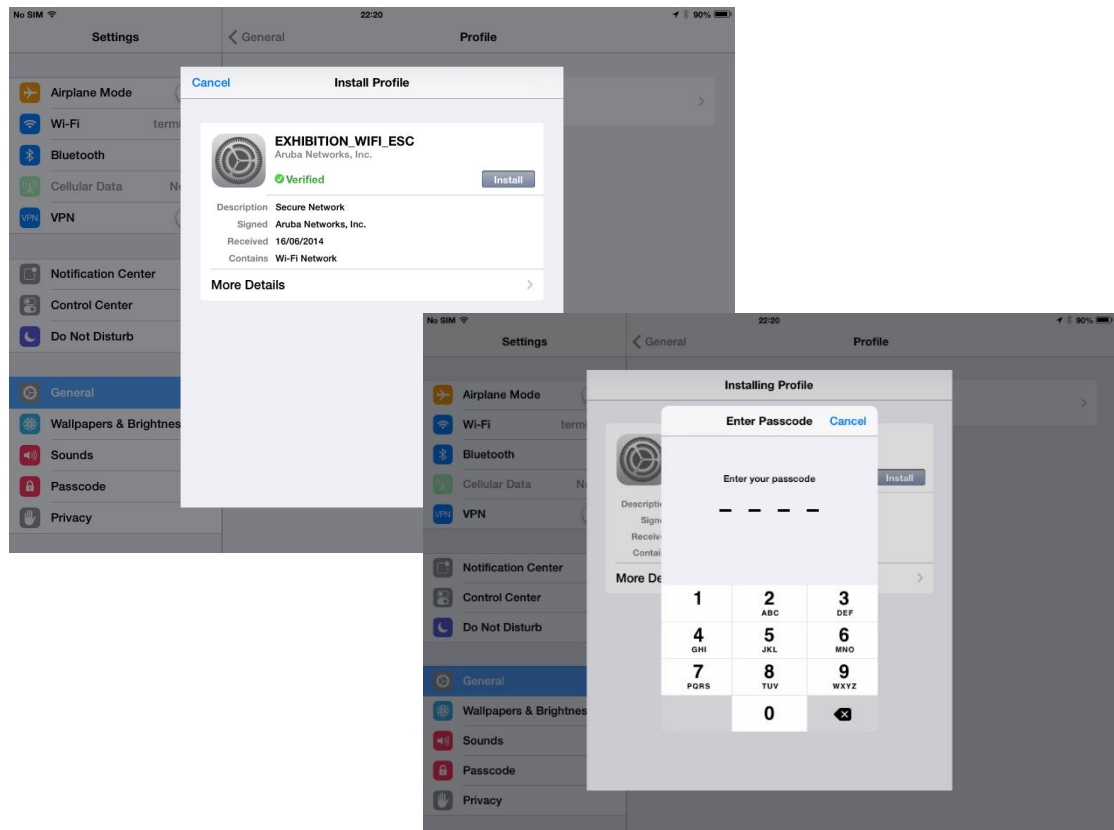 No SIM 22:20 90%
Settings
General
Profile
Airplane Mode
Wi-Fi
Bluetooth
Cellular Data
VPN VPN
Notification Center
Control Center
Do Not Disturb
General
Wallpapers & Brightnes
Sounds
Passcode
Privacy
Cancel Install Profile
EXHIBITION_WIFI_ESC
Aruba Networks, Inc.
Verified
Install
Description Secure Network
Signed Aruba Networks, Inc.
Received 16/06/2014
Contains Wi-Fi Network
More Details
No SIM 22:20 90%
Settings
General
Profile
Airplane Mode
Wi-Fi
Bluetooth
Cellular Data
VPN VPN
Notification Center
Control Center
Do Not Disturb
General
Wallpapers & Brightnes
Sounds
Passcode
Privacy
Installing Profile
Install
More De
Enter Passcode Cancel
Enter your passcode
1 2 3
ABC DEF
4 5 6
GHI JKL MNO
7 8 9
PQRS TUV WXYZ
0